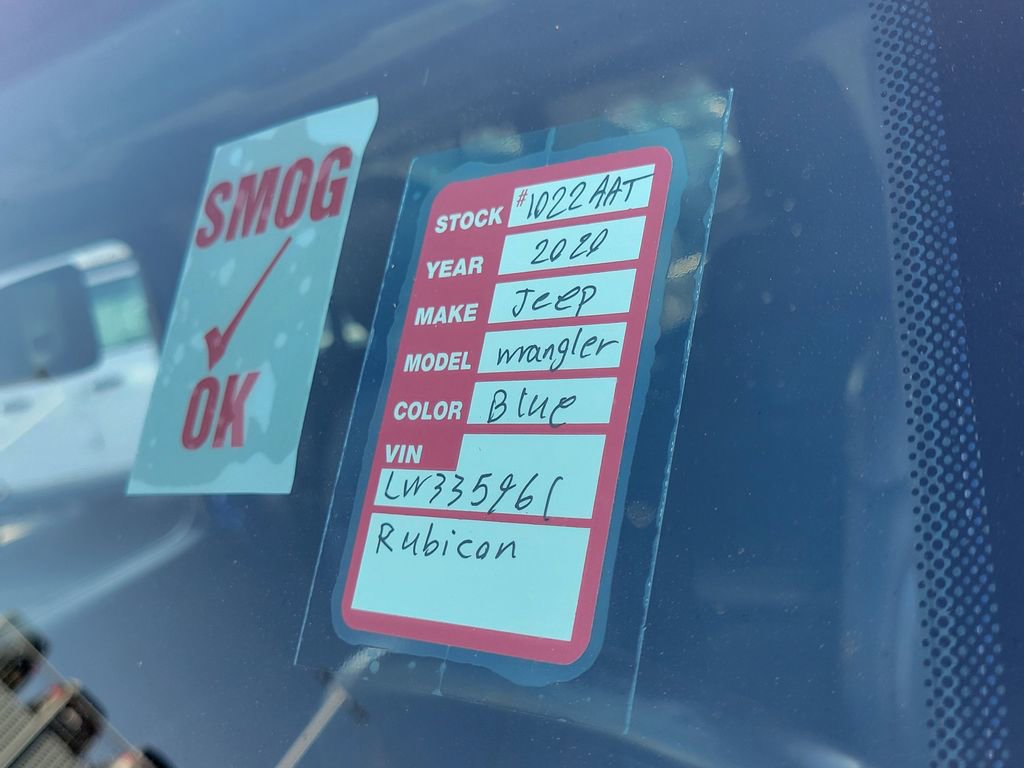 SMOG
OK
STOCK #1022AAT
YEAR 2020
MAKE Jeep
MODEL wrangler
COLOR Blue
VIN
LW335961
Rubicon